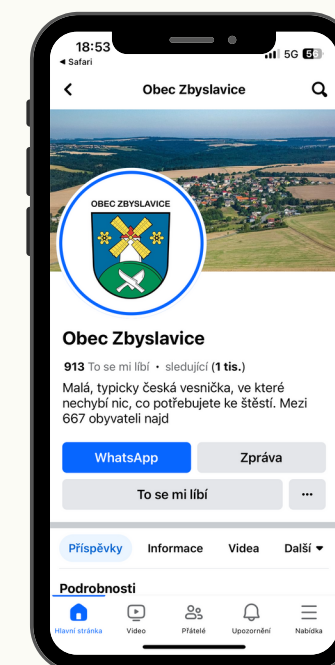 18:53
5G 56
◄ Safari
Obec Zbyslavice
OBEC ZBYSLAVICE
Obec Zbyslavice
913 To se mi líbí • sledující (1 tis.)
Malá, typicky česká vesnička, ve které
nechybí nic, co potřebujete ke štěstí. Mezi
667 obyvateli najd
WhatsApp
Zpráva
To se mi líbí
...
Příspěvky
Informace
Videa
Další ▼
Podrobnosti
Hlavní stránka
Video
Přátelé
Upozornění
Nabídka